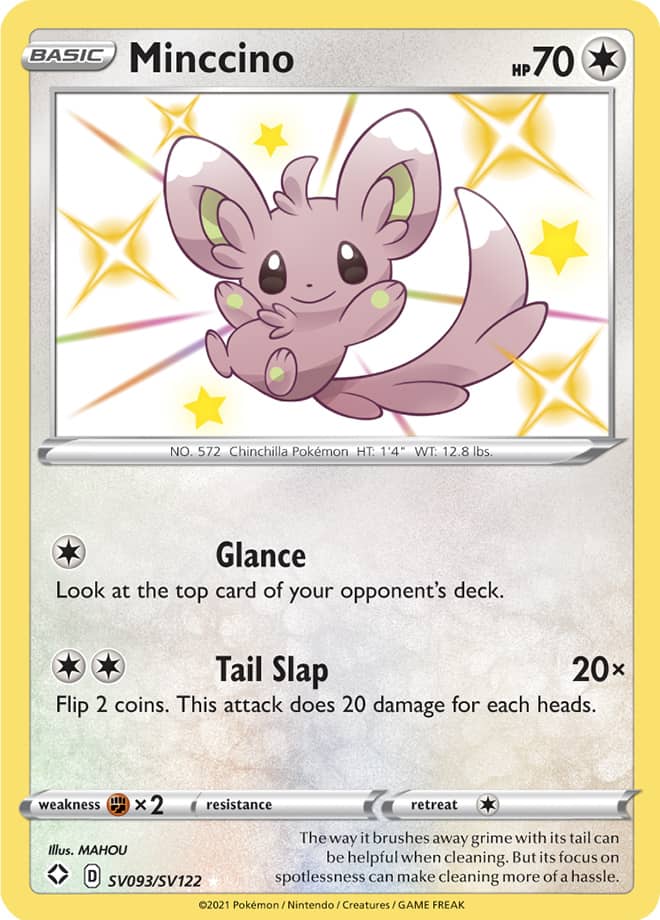 BASIC Minccino HP70
NO. 572 Chinchilla Pokémon HT: 1'4" WT: 12.8 lbs.
Glance
Look at the top card of your opponent's deck.
Tail Slap 20×
Flip 2 coins. This attack does 20 damage for each heads.
weakness ×2 resistance retreat
Illus. MAHOU
D SV093/SV122
The way it brushes away grime with its tail can
be helpful when cleaning. But its focus on
spotlessness can make cleaning more of a hassle.
©2021 Pokémon / Nintendo / Creatures / GAME FREAK